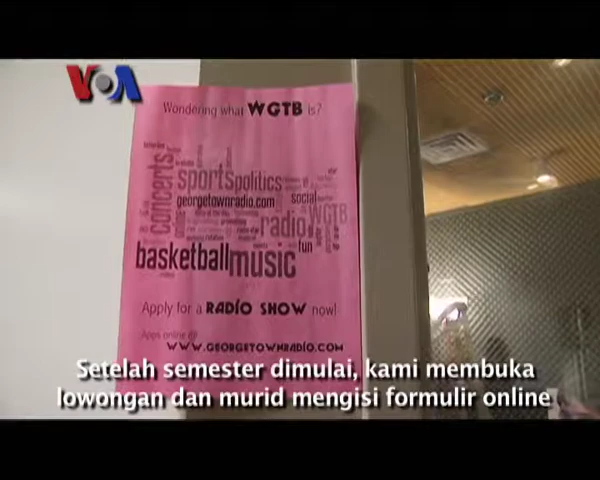 VOA
Wondering what WGTB is?
concerts
sports politics
georgetownradio.com
social
radio WGTB
fun
basketball music
Apply for a RADIO SHOW now!
Apps online @
WWW.GEORGETOWNRADIO.COM
Setelah semester dimulai, kami membuka
lowongan dan murid mengisi formulir online